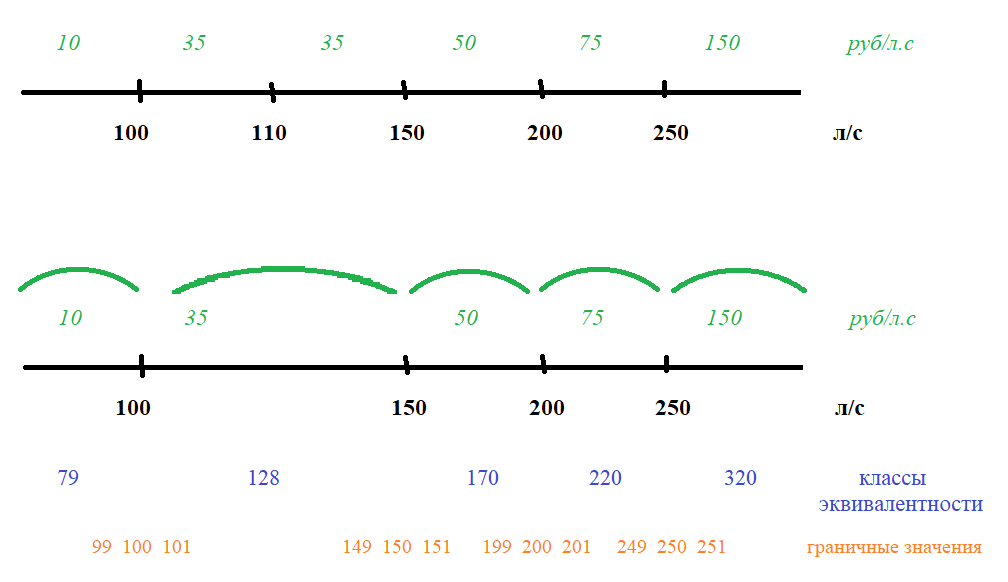 10 35 35 50 75 150 руб/л.с
100 110 150 200 250 л/с
10 35 50 75 150 руб/л.с
100 150 200 250 л/с
79 128 170 220 320 классы
эквивалентности
99 100 101 149 150 151 199 200 201 249 250 251 граничные значения